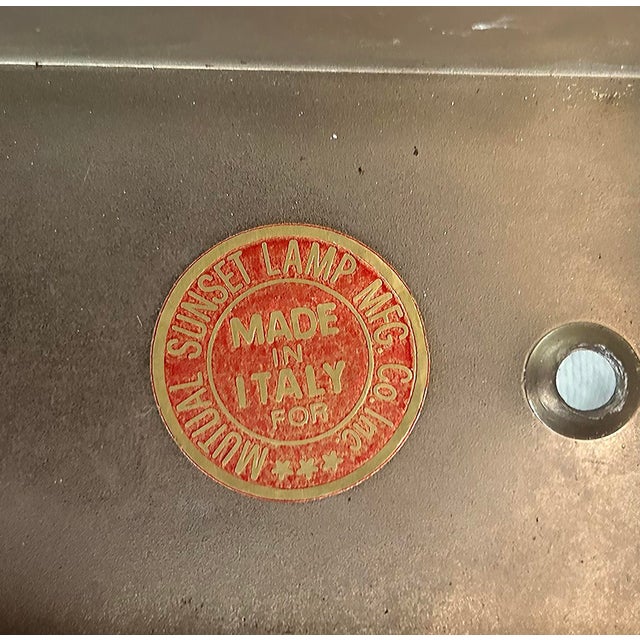 MADE
IN
ITALY
FOR
MUTUAL SUNSET LAMP MFG. Co. Inc.